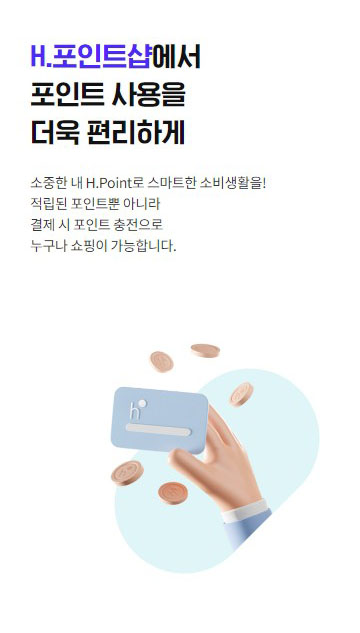 H.포인트샵에서
포인트 사용을
더욱 편리하게
소중한 내 H.Point로 스마트한 소비생활을!
적립된 포인트뿐 아니라
결제 시 포인트 충전으로
누구나 쇼핑이 가능합니다.
h